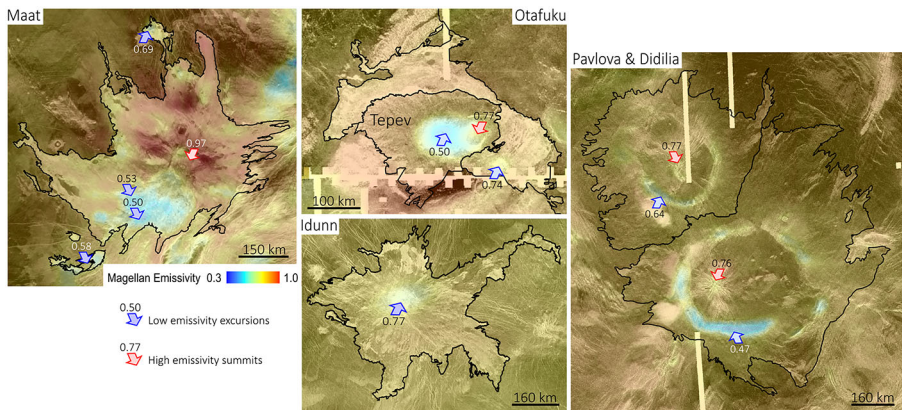 Maat
0.69
0.97
0.53
0.50
0.58
150 km
Magellan Emissivity 0.3 1.0
0.50
Low emissivity excursions
0.77
High emissivity summits
Otafuku
Tepev
0.77
0.50
0.74
100 km
Idunn
0.77
160 km
Pavlova & Didilia
0.77
0.64
0.76
0.47
160 km